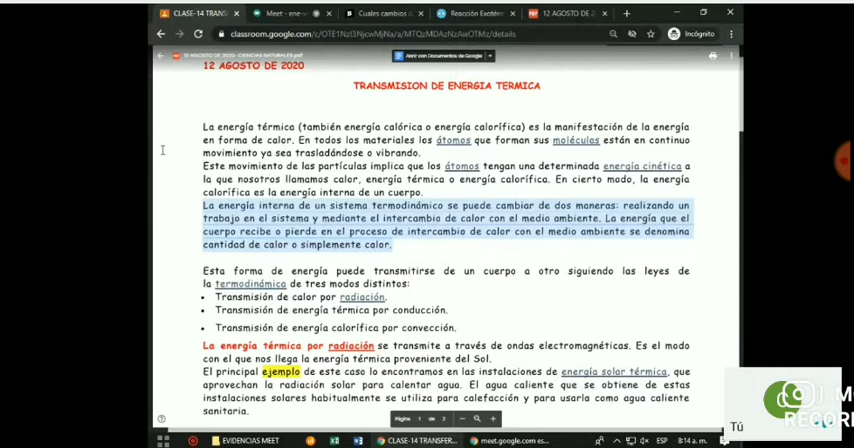 CLASE-14 TRANS
Meet - ene-v
Cuales cambios d
Reacción Exotérm
12 AGOSTO DE 202
classroom.google.com/c/OTE1NzI3NjcwMjNa/a/MTQzMDAzNzAwOTMz/details
Incógnito
12 AGOSTO DE 2020-CIENCIAS NATURALES.pdf
Abrir con Documentos de Google
12 AGOSTO DE 2020
TRANSMISION DE ENERGIA TERMICA
La energía térmica (también energía calórica o energía calorífica) es la manifestación de la energía
en forma de calor. En todos los materiales los átomos que forman sus moléculas están en continuo
movimiento ya sea trasladándose o vibrando.
Este movimiento de las partículas implica que los átomos tengan una determinada energía cinética a
la que nosotros llamamos calor, energía térmica o energía calorífica. En cierto modo, la energía
calorífica es la energía interna de un cuerpo.
La energía interna de un sistema termodinámico se puede cambiar de dos maneras: realizando un
trabajo en el sistema y mediante el intercambio de calor con el medio ambiente. La energía que el
cuerpo recibe o pierde en el proceso de intercambio de calor con el medio ambiente se denomina
cantidad de calor o simplemente calor.
Esta forma de energía puede transmitirse de un cuerpo a otro siguiendo las leyes de
la termodinámica de tres modos distintos:
• Transmisión de calor por radiación.
• Transmisión de energía térmica por conducción.
• Transmisión de energía calorífica por convección.
La energía térmica por radiación se transmite a través de ondas electromagnéticas. Es el modo
con el que nos llega la energía térmica proveniente del Sol.
El principal ejemplo de este caso lo encontramos en las instalaciones de energía solar térmica, que
aprovechan la radiación solar para calentar agua. El agua caliente que se obtiene de estas
instalaciones solares habitualmente se utiliza para calefacción y para usarla como agua caliente
sanitaria.
Página 1 de 2
Tú
RECOR
EVIDENCIAS MEET
CLASE-14 TRANSFER...
meet.google.com es...
ESP
8:14 a. m.